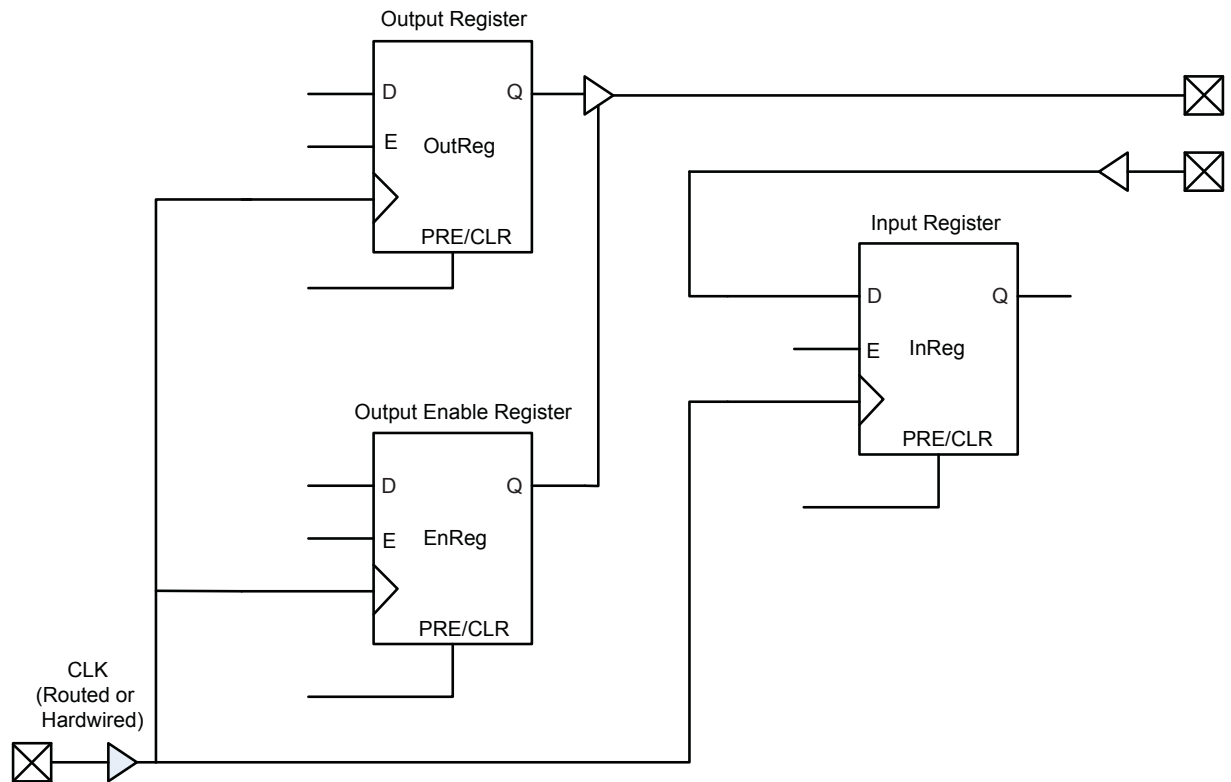 Output Register
D
Q
E
OutReg
PRE/CLR
Input Register
D
Q
E
InReg
PRE/CLR
Output Enable Register
D
Q
E
EnReg
PRE/CLR
CLK
(Routed or
Hardwired)